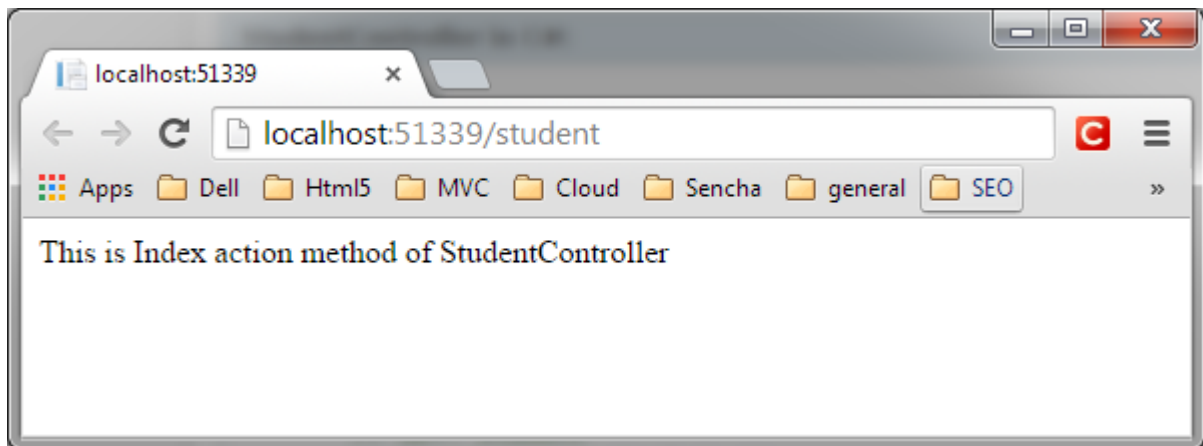 localhost:51339
localhost:51339/student
Apps Dell Html5 MVC Cloud Sencha general SEO »
This is Index action method of StudentController